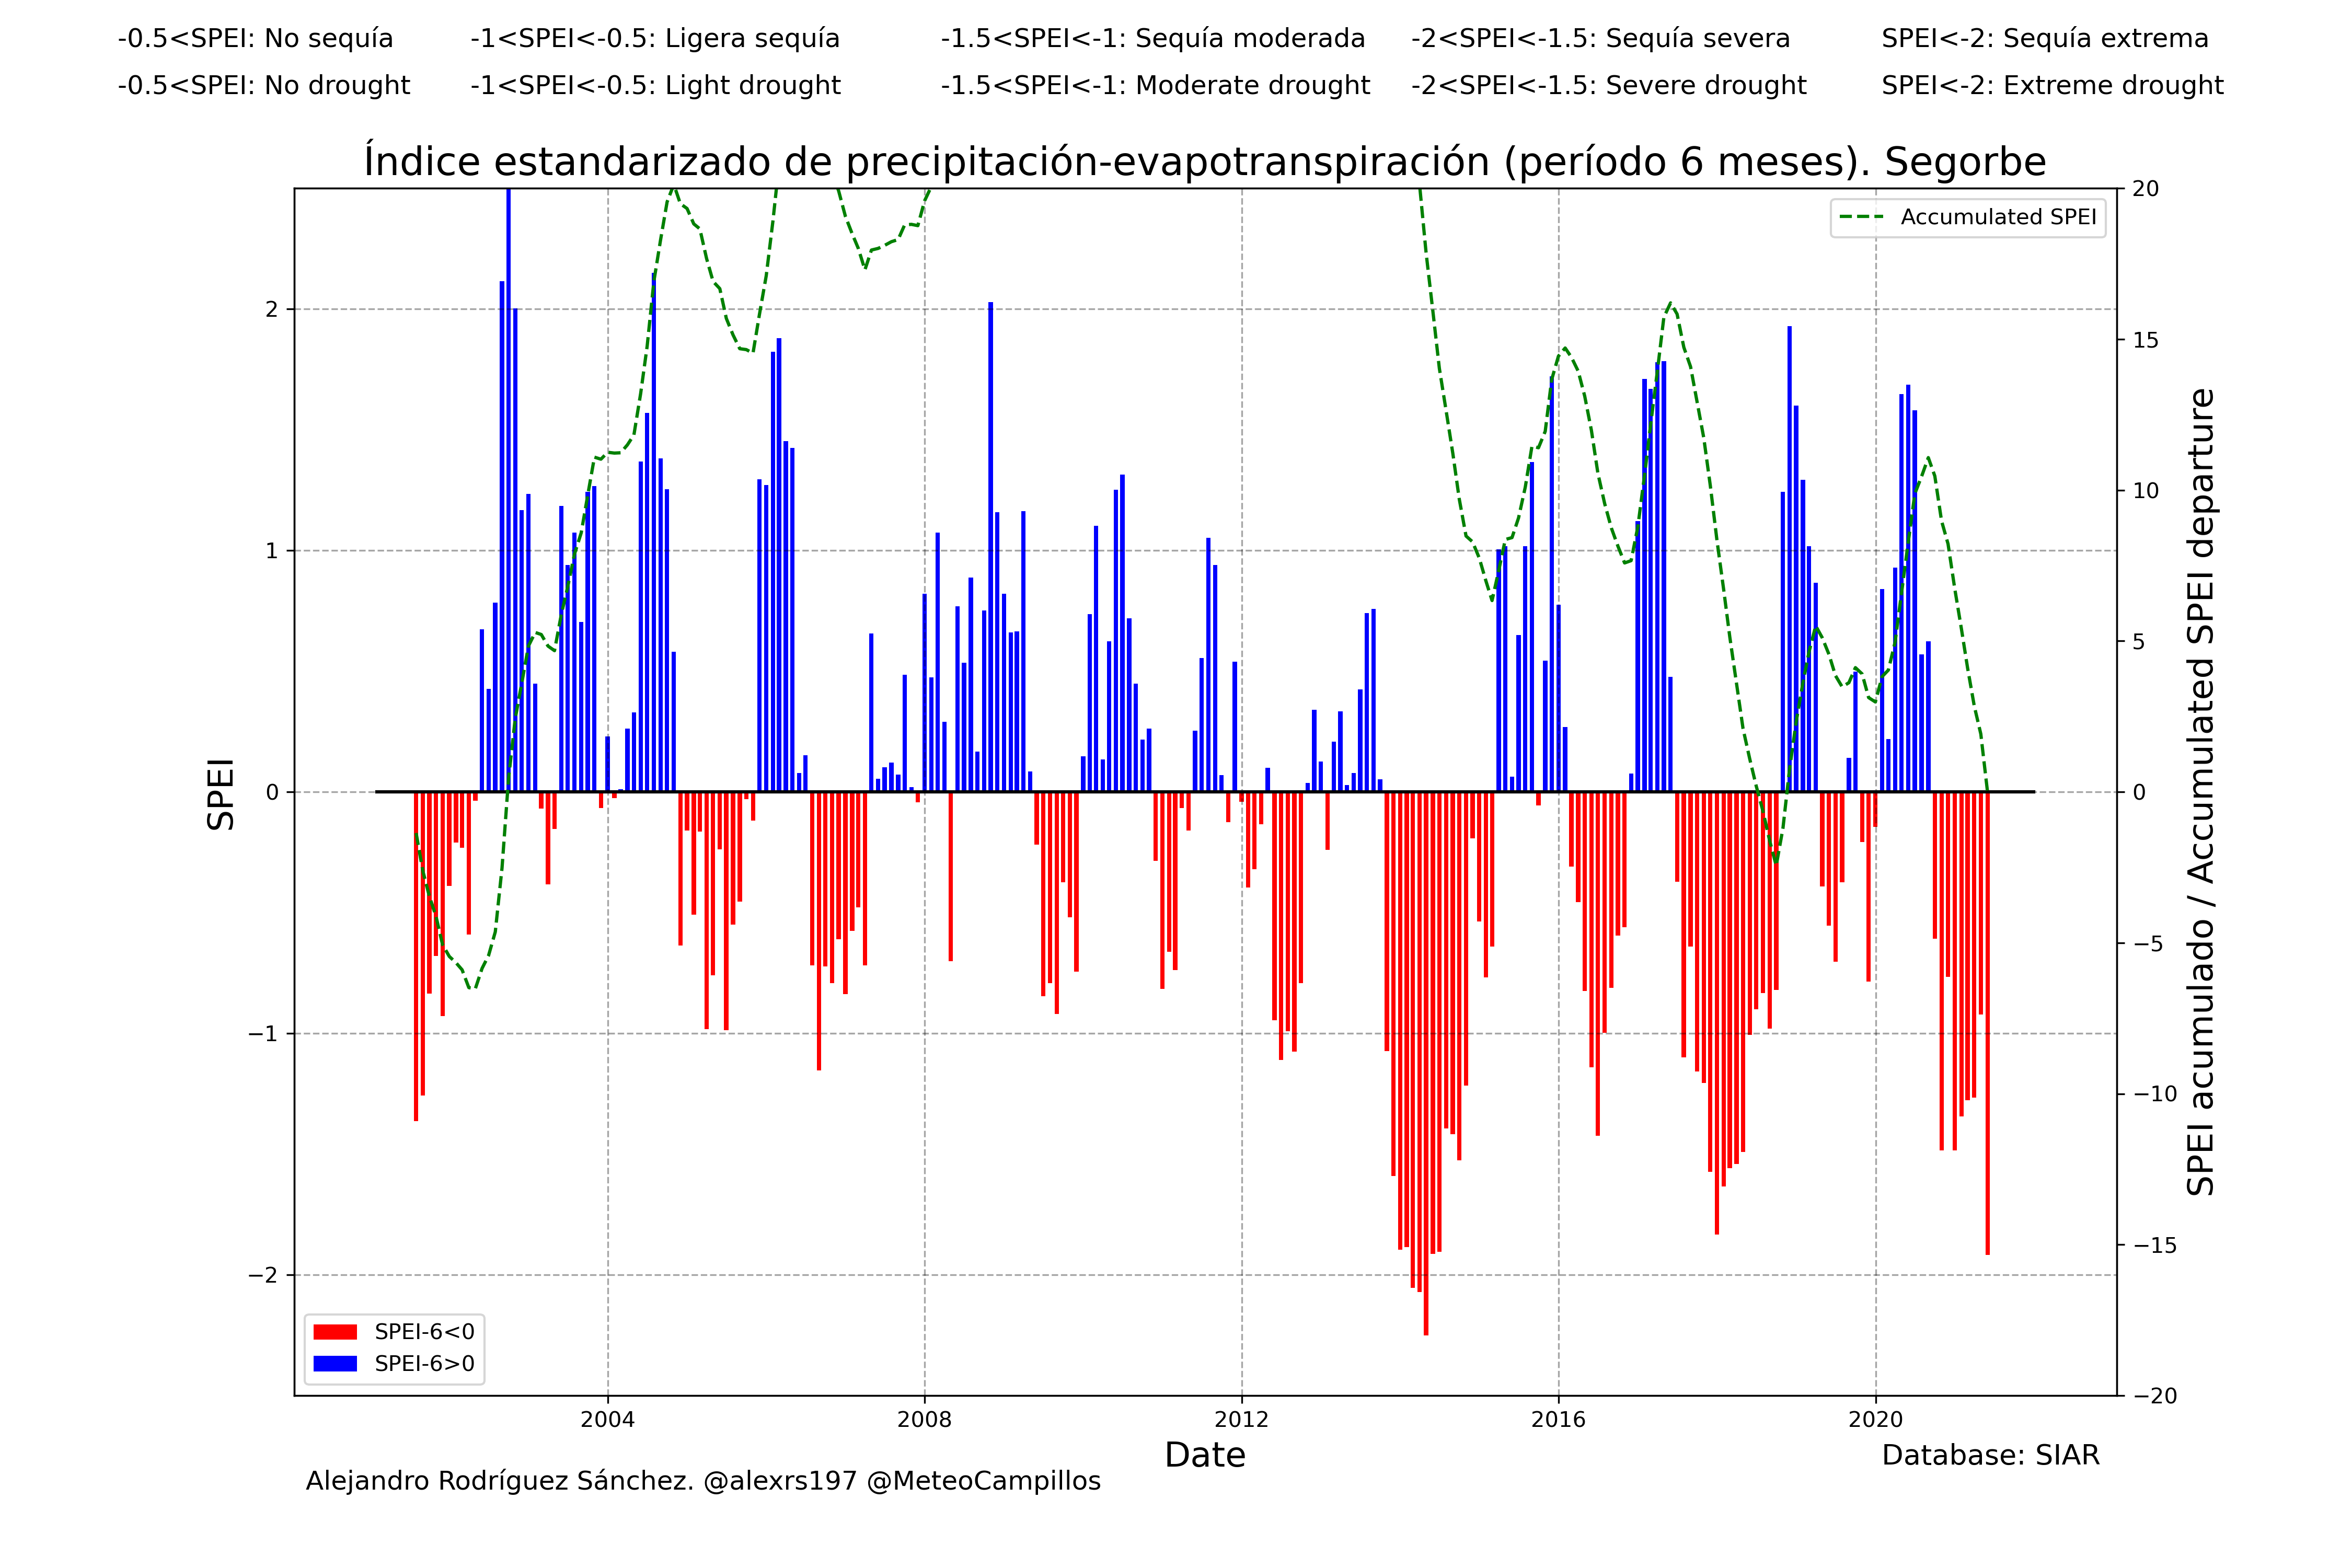 -0.5<SPEI: No sequía -1<SPEI<-0.5: Ligera sequía -1.5<SPEI<-1: Sequía moderada -2<SPEI<-1.5: Sequía severa SPEI<-2: Sequía extrema
-0.5<SPEI: No drought -1<SPEI<-0.5: Light drought -1.5<SPEI<-1: Moderate drought -2<SPEI<-1.5: Severe drought SPEI<-2: Extreme drought
Índice estandarizado de precipitación-evapotranspiración (período 6 meses). Segorbe
Accumulated SPEI
2
1
0
−1
−2
SPEI
20
15
10
5
0
−5
−10
−15
−20
SPEI acumulado / Accumulated SPEI departure
SPEI-6<0
SPEI-6>0
2004 2008 2012 2016 2020
Date
Database: SIAR
Alejandro Rodríguez Sánchez. @alexrs197 @MeteoCampillos